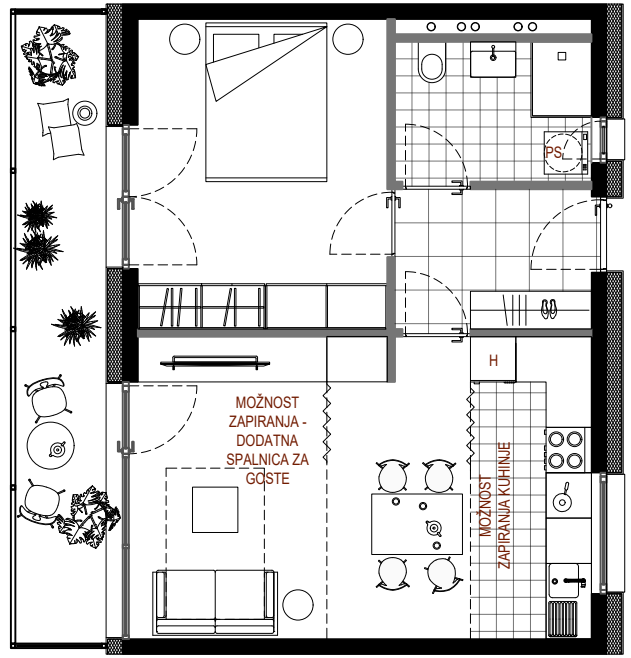 PS
H
MOŽNOST
ZAPIRANJA -
DODATNA
SPALNICA ZA
GOSTE
MOŽNOST
ZAPIRANJA KUHINJE